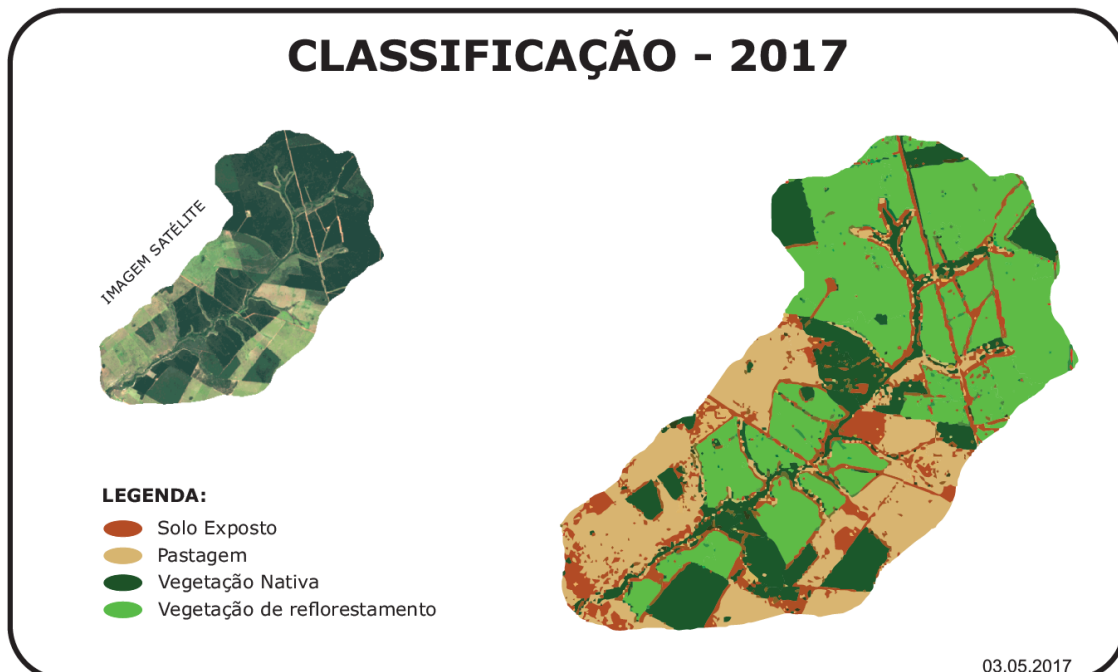 CLASSIFICAÇÃO - 2017
IMAGEM SATÉLITE
LEGENDA:
Solo Exposto
Pastagem
Vegetação Nativa
Vegetação de reflorestamento
03.05.2017